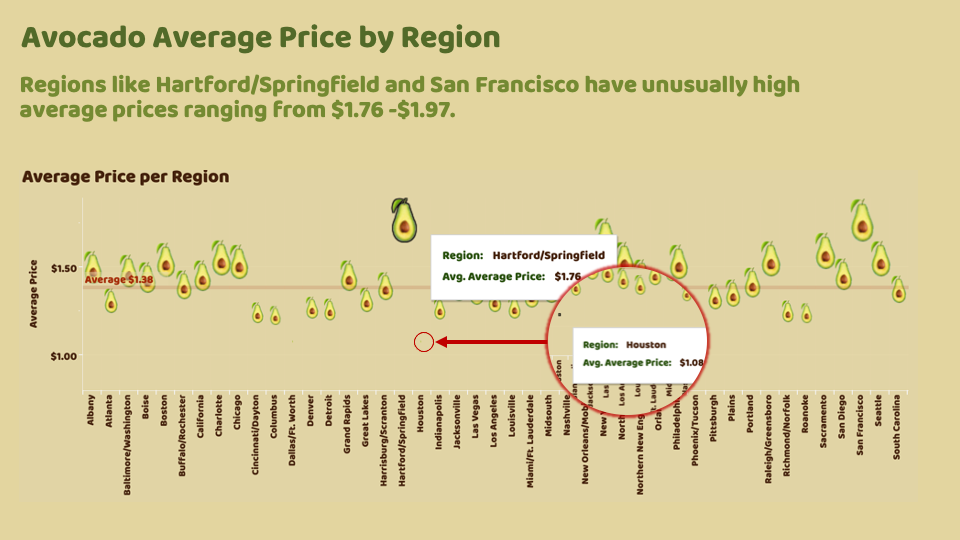 Avocado Average Price by Region
Regions like Hartford/Springfield and San Francisco have unusually high
average prices ranging from $1.76 -$1.97.
Average Price per Region
Average Price
$1.50
$1.00
Average $1.38
Region: Hartford/Springfield
Avg. Average Price: $1.76
Region: Houston
Avg. Average Price: $1.08
Albany
Atlanta
Baltimore/Washington
Boise
Boston
Buffalo/Rochester
California
Charlotte
Chicago
Cincinnati/Dayton
Columbus
Dallas/Ft. Worth
Denver
Detroit
Grand Rapids
Great Lakes
Harrisburg/Scranton
Hartford/Springfield
Houston
Indianapolis
Jacksonville
Las Vegas
Los Angeles
Louisville
Miami/Ft. Lauderdale
Midsouth
Nashville
New Orleans/Mob
New
North
Northern New Eng
Orla
Philadelph
Phoenix/Tucson
Pittsburgh
Plains
Portland
Raleigh/Greensboro
Richmond/Norfolk
Roanoke
Sacramento
San Diego
San Francisco
Seattle
South Carolina